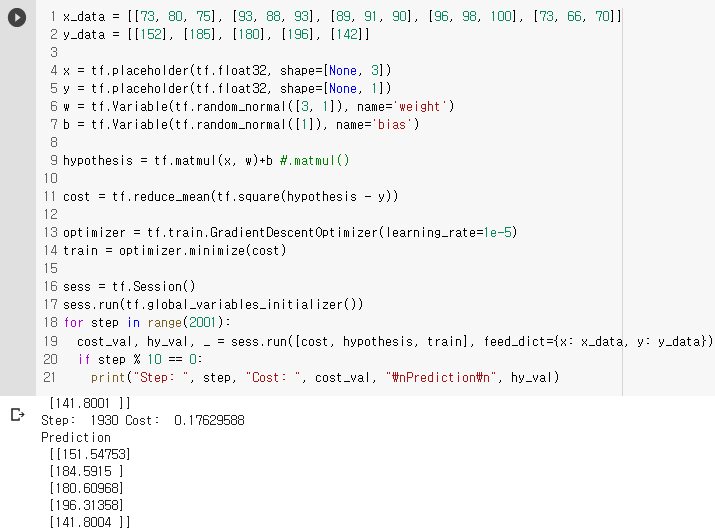 1 x_data = [[73, 80, 75], [93, 88, 93], [89, 91, 90], [96, 98, 100], [73, 66, 70]]
2 y_data = [[152], [185], [180], [196], [142]]
3
4 x = tf.placeholder(tf.float32, shape=[None, 3])
5 y = tf.placeholder(tf.float32, shape=[None, 1])
6 w = tf.Variable(tf.random_normal([3, 1]), name='weight')
7 b = tf.Variable(tf.random_normal([1]), name='bias')
8
9 hypothesis = tf.matmul(x, w)+b #.matmul()
10
11 cost = tf.reduce_mean(tf.square(hypothesis - y))
12
13 optimizer = tf.train.GradientDescentOptimizer(learning_rate=1e-5)
14 train = optimizer.minimize(cost)
15
16 sess = tf.Session()
17 sess.run(tf.global_variables_initializer())
18 for step in range(2001):
19   cost_val, hy_val, _ = sess.run([cost, hypothesis, train], feed_dict={x: x_data, y: y_data})
20   if step % 10 == 0:
21     print("Step: ", step, "Cost: ", cost_val, "₩nPrediction₩n", hy_val)
[141.8001 ]]
Step:  1930 Cost:  0.17629588
Prediction
[[151.54753]
[184.5915 ]
[180.60968]
[196.31358]
[141.8004 ]]